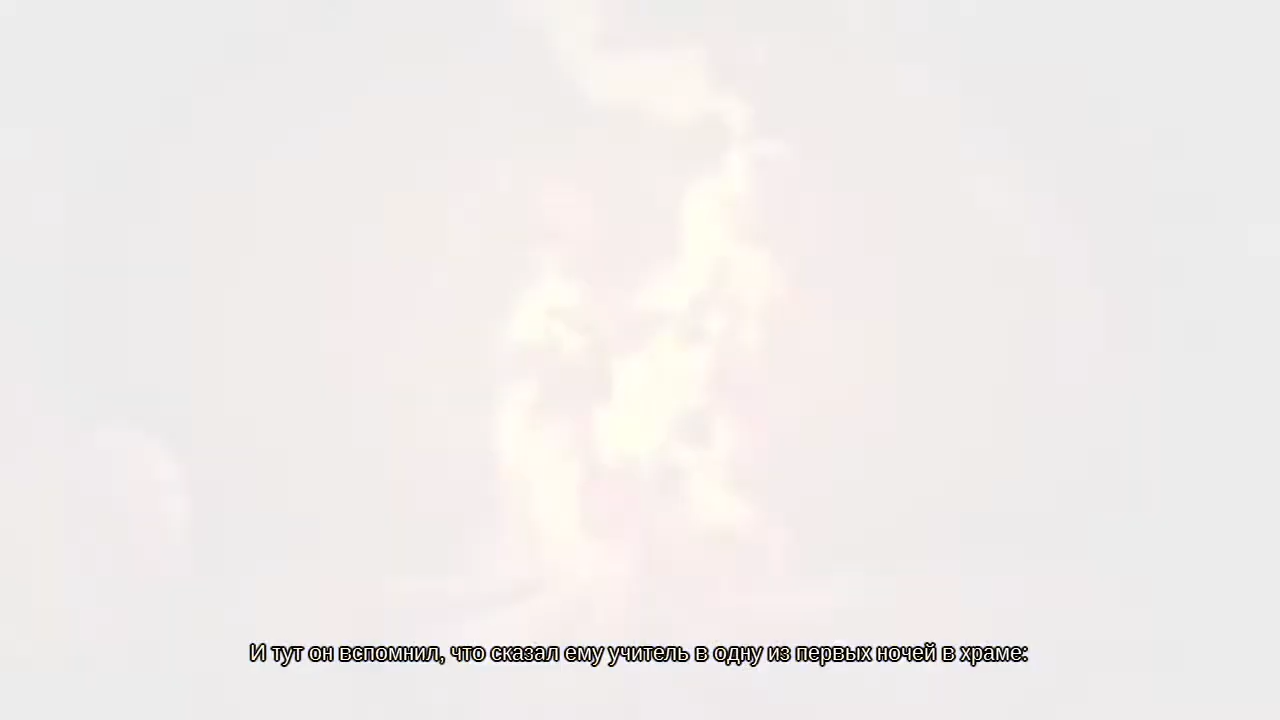 И тут он вспомнил, что сказал ему учитель в одну из первых ночей в храме: